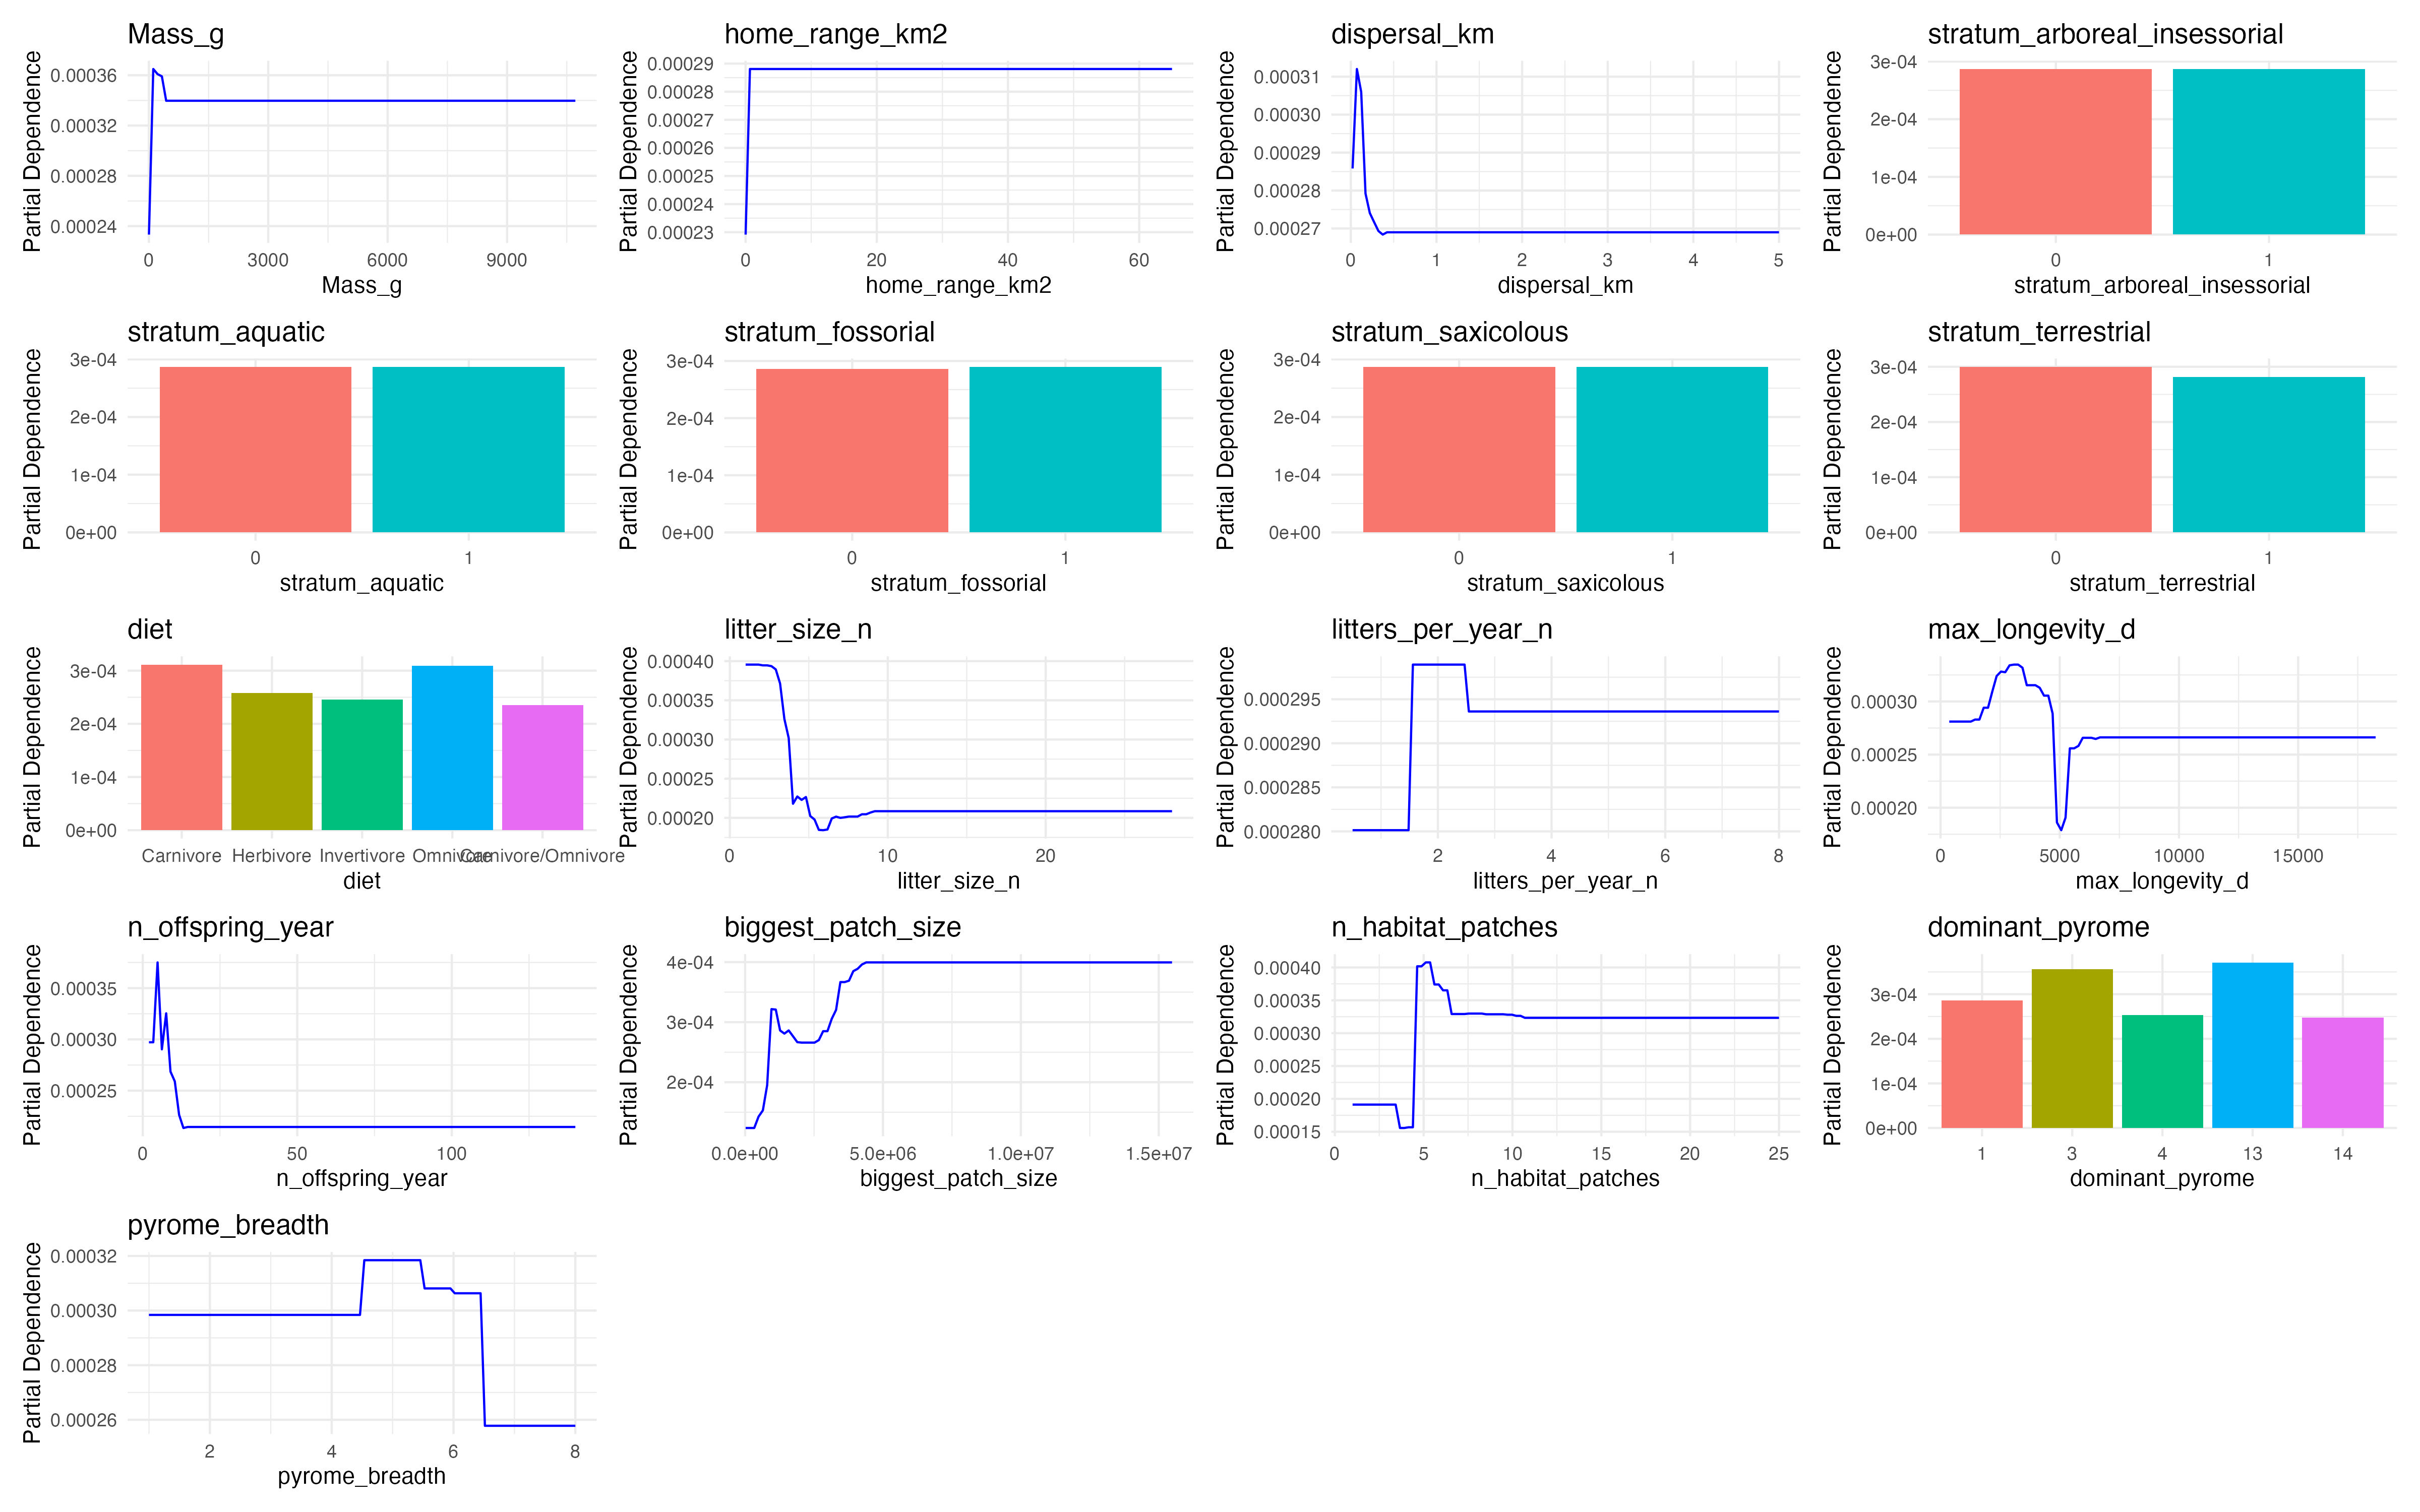 Mass_g
Partial Dependence
0.00036
0.00032
0.00028
0.00024
0 3000 6000 9000
Mass_g
home_range_km2
Partial Dependence
0.00029
0.00028
0.00027
0.00026
0.00025
0.00024
0.00023
0 20 40 60
home_range_km2
dispersal_km
Partial Dependence
0.00031
0.00030
0.00029
0.00028
0.00027
0 1 2 3 4 5
dispersal_km
stratum_arboreal_insessorial
Partial Dependence
3e-04
2e-04
1e-04
0e+00
0 1
stratum_arboreal_insessorial
stratum_aquatic
Partial Dependence
3e-04
2e-04
1e-04
0e+00
0 1
stratum_aquatic
stratum_fossorial
Partial Dependence
3e-04
2e-04
1e-04
0e+00
0 1
stratum_fossorial
stratum_saxicolous
Partial Dependence
3e-04
2e-04
1e-04
0e+00
0 1
stratum_saxicolous
stratum_terrestrial
Partial Dependence
3e-04
2e-04
1e-04
0e+00
0 1
stratum_terrestrial
diet
Partial Dependence
3e-04
2e-04
1e-04
0e+00
Carnivore Herbivore Invertivore Omnivore Carnivore/Omnivore
diet
litter_size_n
Partial Dependence
0.00040
0.00035
0.00030
0.00025
0.00020
0 10 20
litter_size_n
litters_per_year_n
Partial Dependence
0.000295
0.000290
0.000285
0.000280
2 4 6 8
litters_per_year_n
max_longevity_d
Partial Dependence
0.00030
0.00025
0.00020
0 5000 10000 15000
max_longevity_d
n_offspring_year
Partial Dependence
0.00035
0.00030
0.00025
0 50 100
n_offspring_year
biggest_patch_size
Partial Dependence
4e-04
3e-04
2e-04
0.0e+00 5.0e+06 1.0e+07 1.5e+07
biggest_patch_size
n_habitat_patches
Partial Dependence
0.00040
0.00035
0.00030
0.00025
0.00020
0.00015
0 5 10 15 20 25
n_habitat_patches
dominant_pyrome
Partial Dependence
3e-04
2e-04
1e-04
0e+00
1 3 4 13 14
dominant_pyrome
pyrome_breadth
Partial Dependence
0.00032
0.00030
0.00028
0.00026
2 4 6 8
pyrome_breadth